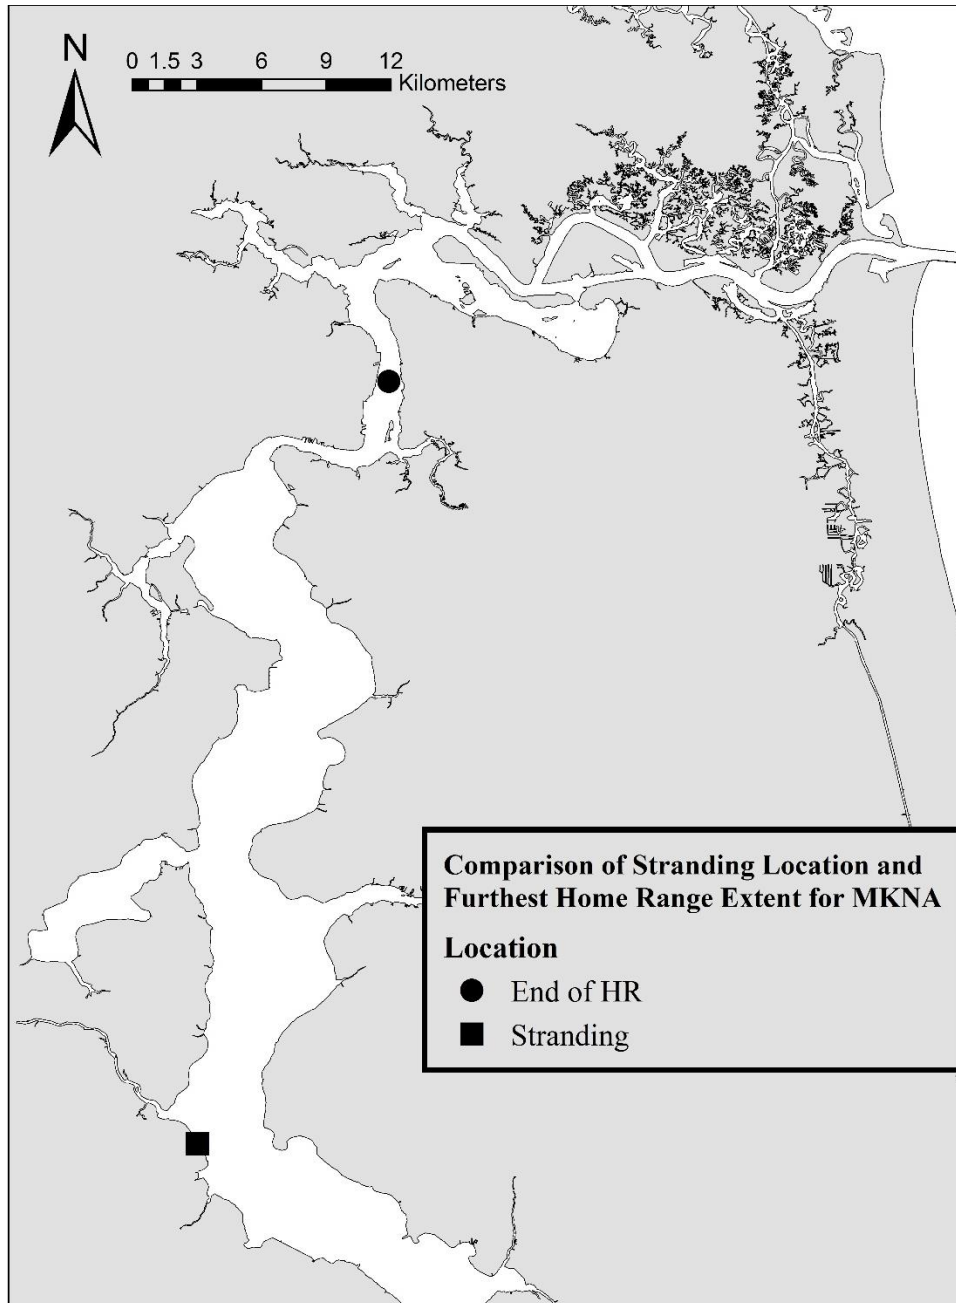 N
0 1.5 3 6 9 12
Kilometers
Comparison of Stranding Location and
Furthest Home Range Extent for MKNA
Location
End of HR
Stranding